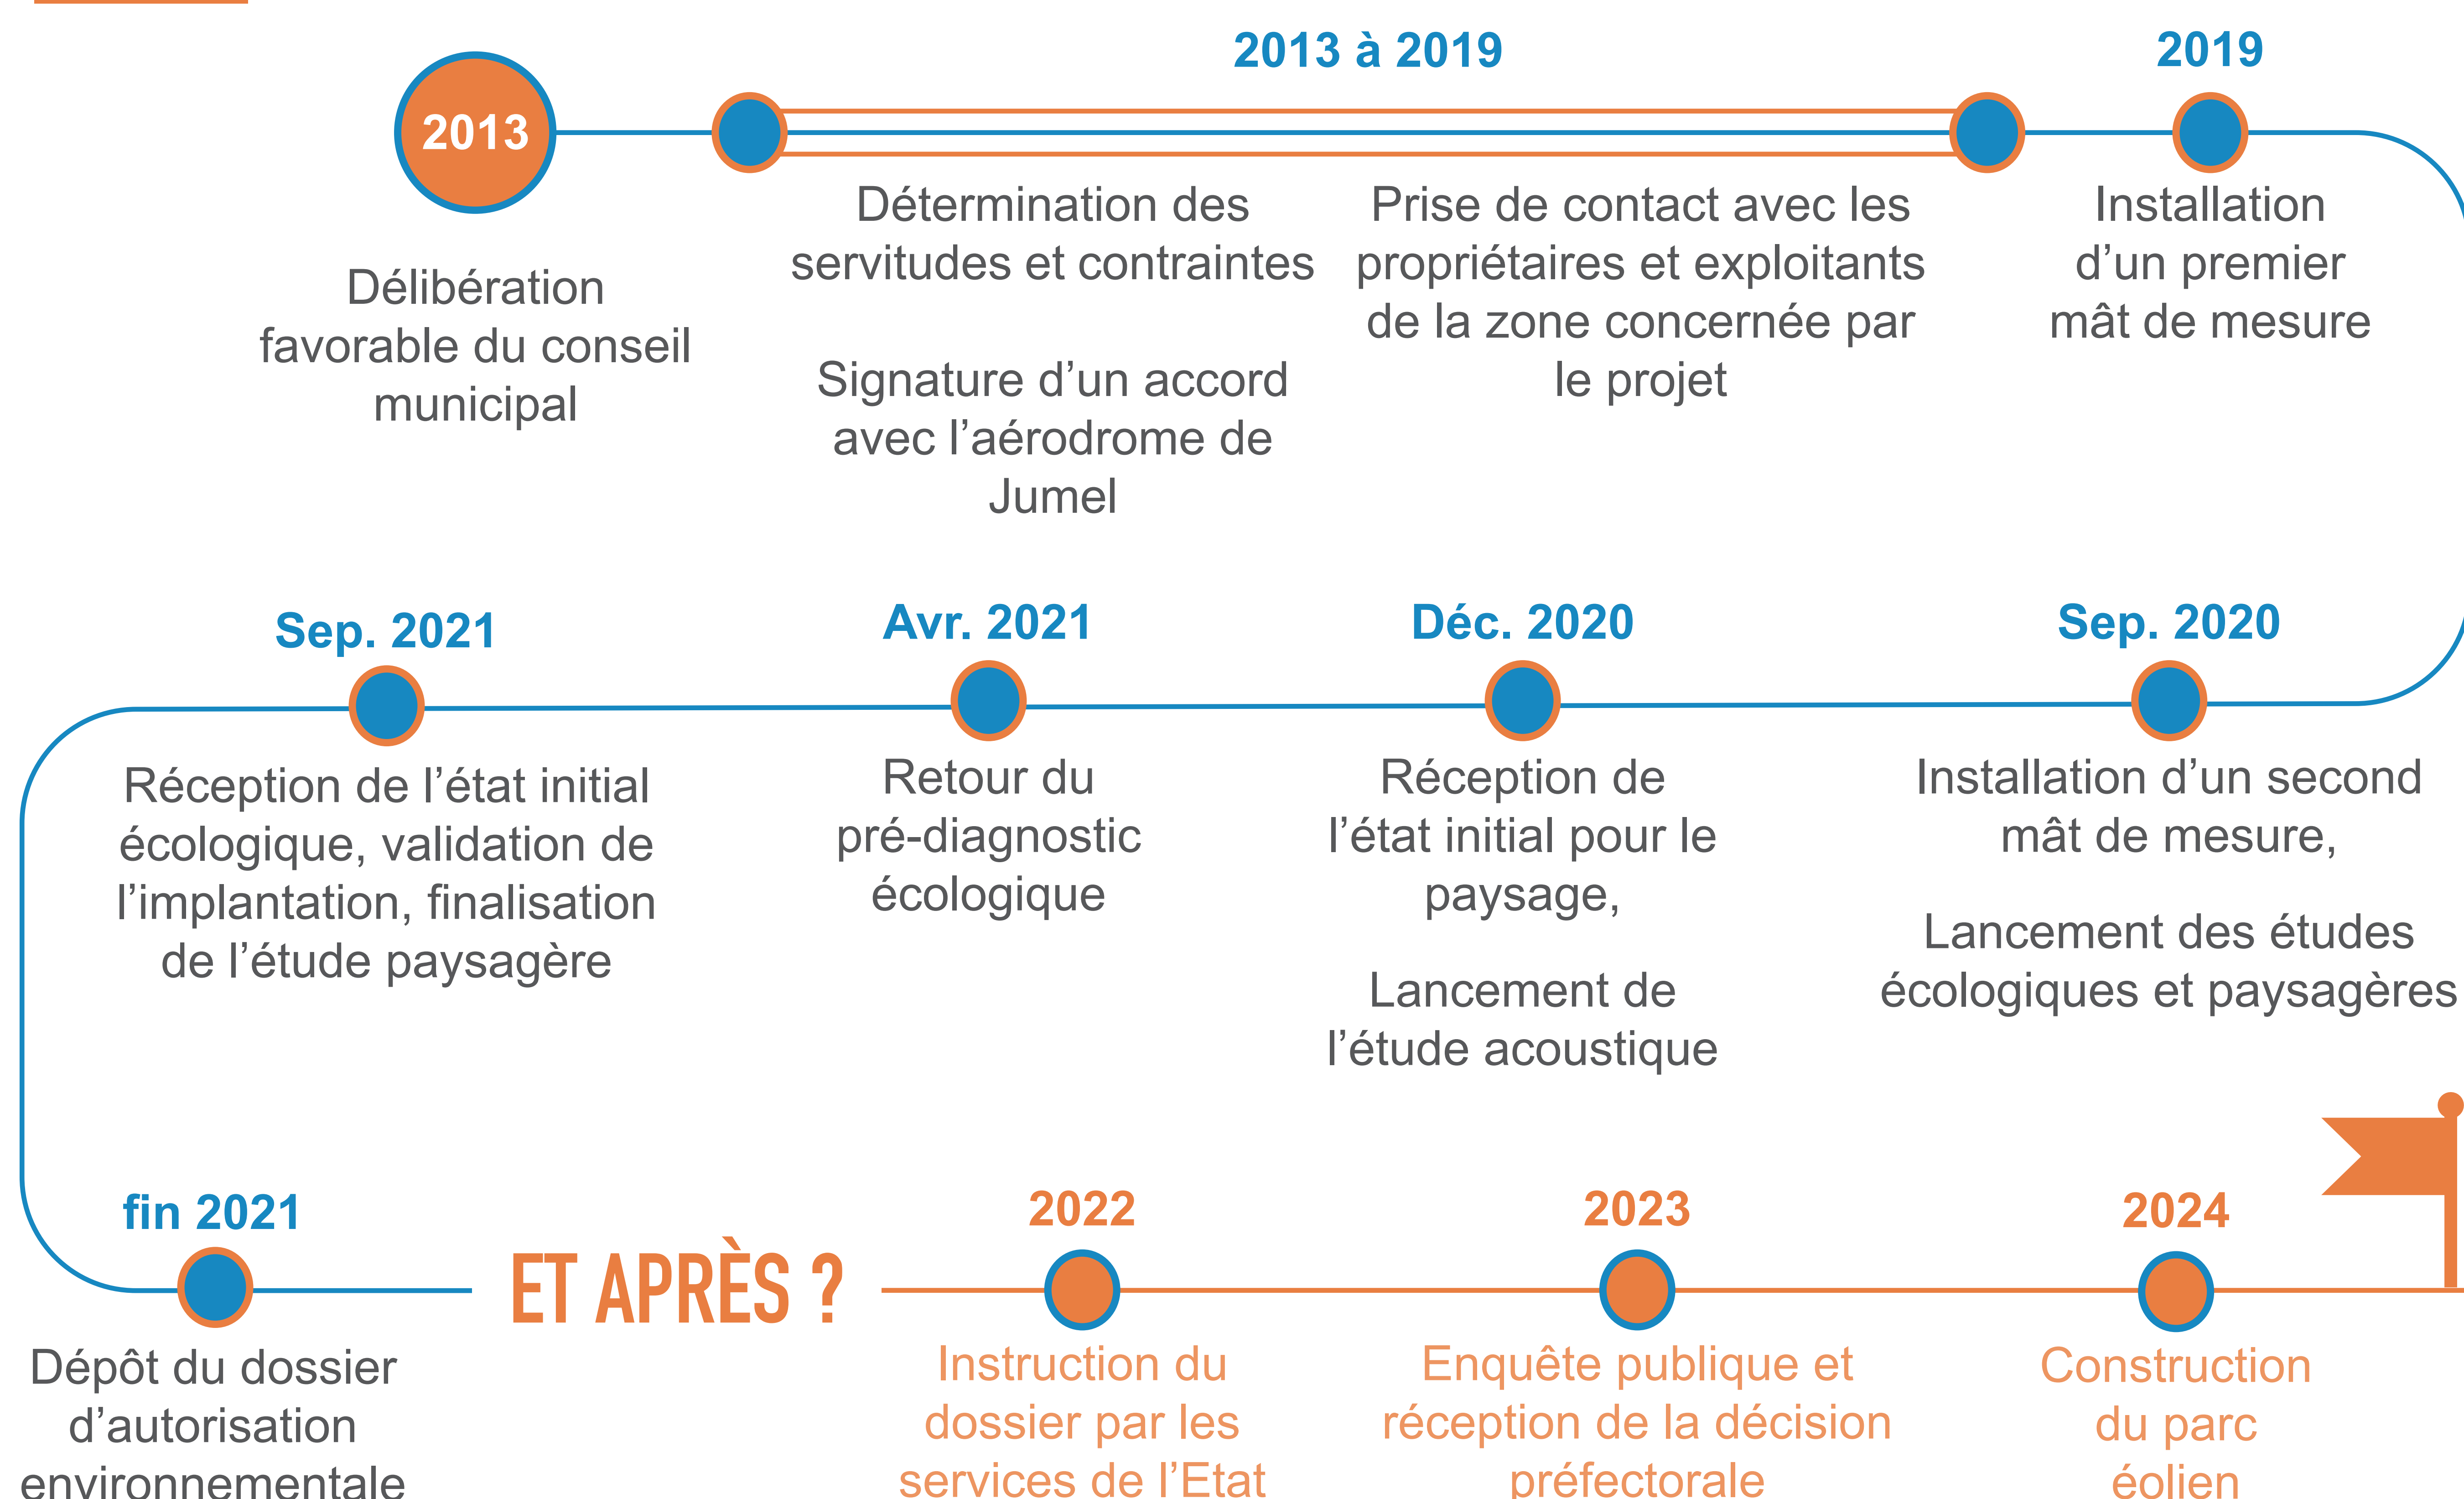 2013
Délibération
favorable du conseil
municipal
2013 à 2019
Détermination des
servitudes et contraintes
Signature d’un accord
avec l’aérodrome de
Jumel
Prise de contact avec les
propriétaires et exploitants
de la zone concernée par
le projet
2019
Installation
d’un premier
mât de mesure
Sep. 2020
Installation d’un second
mât de mesure,
Lancement des études
écologiques et paysagères
Déc. 2020
Réception de
l’état initial pour le
paysage,
Lancement de
l’étude acoustique
Avr. 2021
Retour du
pré-diagnostic
écologique
Sep. 2021
Réception de l’état initial
écologique, validation de
l’implantation, finalisation
de l’étude paysagère
fin 2021
Dépôt du dossier
d’autorisation
environnementale
ET APRÈS ?
2022
Instruction du
dossier par les
services de l’Etat
2023
Enquête publique et
réception de la décision
préfectorale
2024
Construction
du parc
éolien